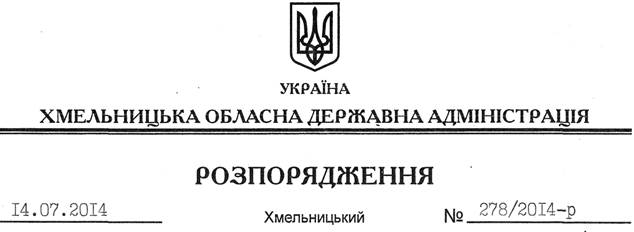 УКРАЇНА
ХМЕЛЬНИЦЬКА ОБЛАСНА ДЕРЖАВНА АДМІНІСТРАЦІЯ
РОЗПОРЯДЖЕННЯ
14.07.2014 Хмельницький № 278/2014-р